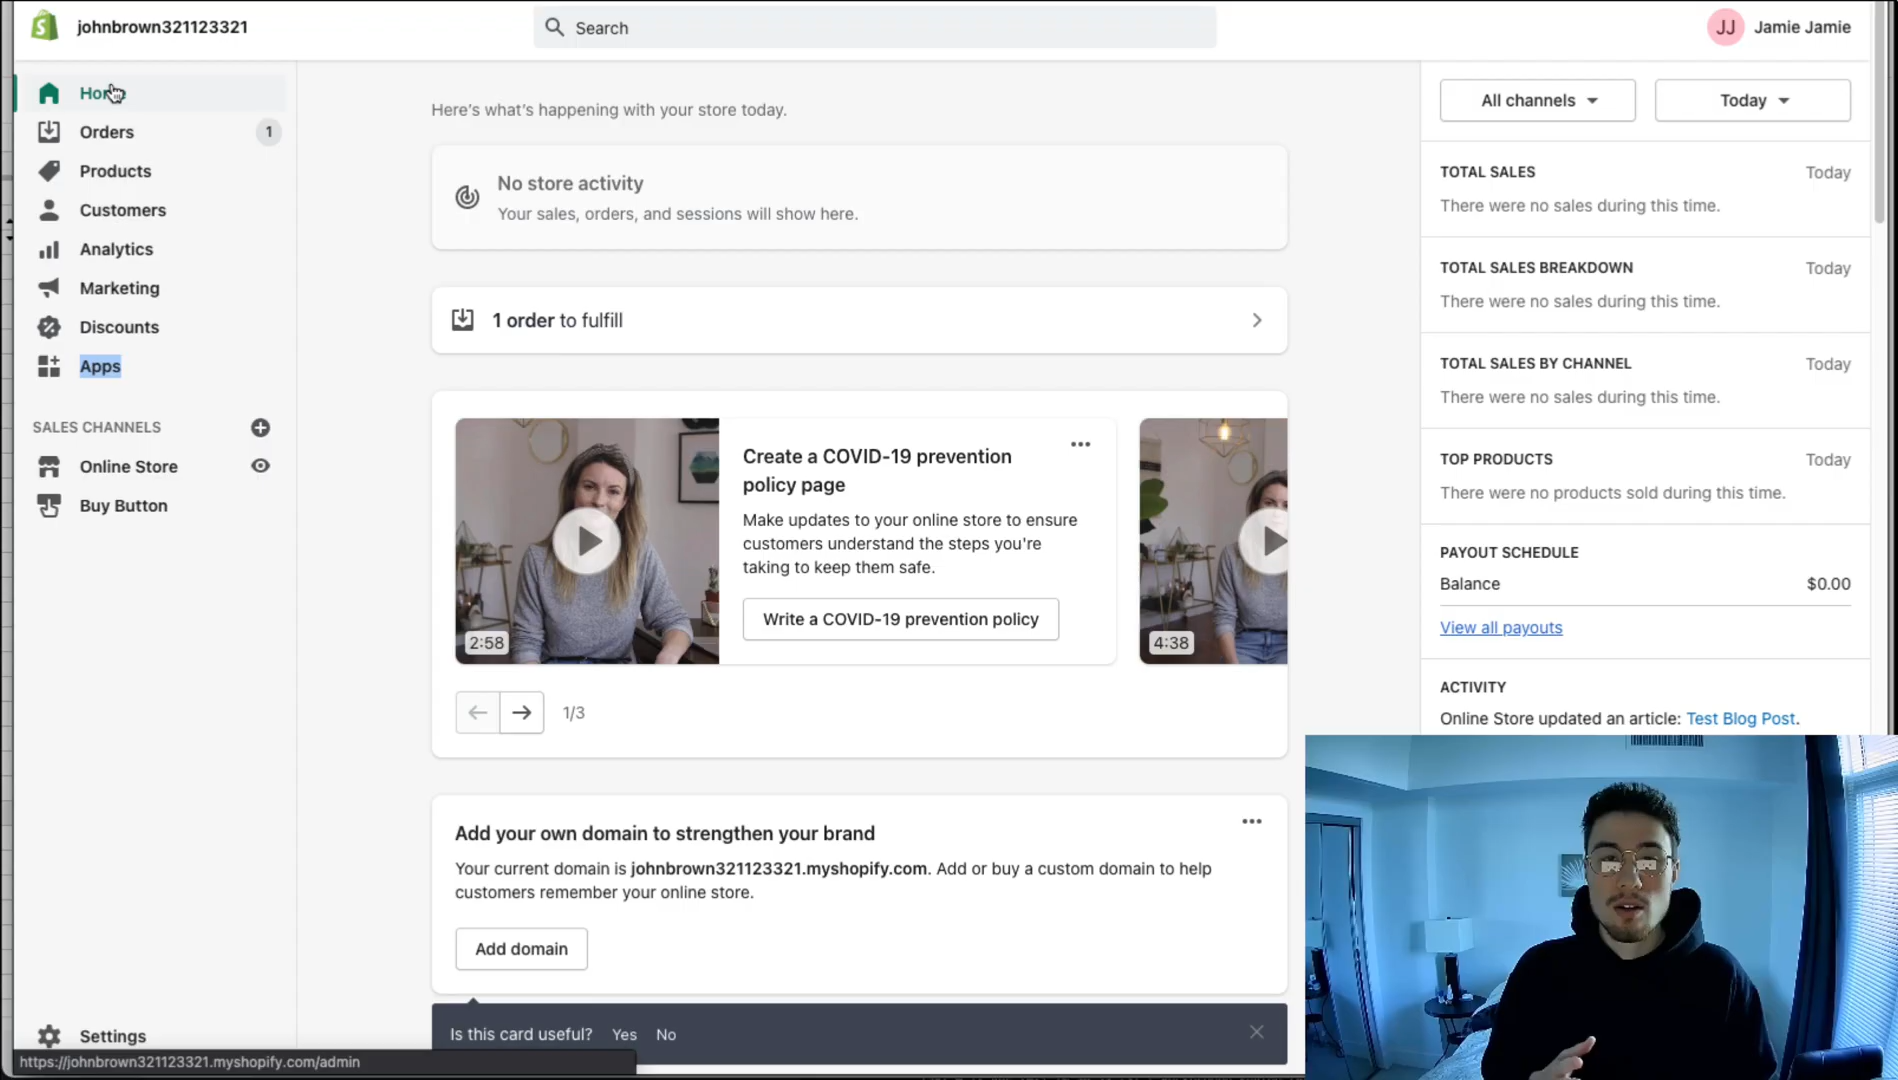 johnbrown321123321
Search
JJ Jamie Jamie
Home
Orders 1
Products
Customers
Analytics
Marketing
Discounts
Apps
SALES CHANNELS
Online Store
Buy Button
Settings
https://johnbrown321123321.myshopify.com/admin
Here's what's happening with your store today.
No store activity
Your sales, orders, and sessions will show here.
1 order to fulfill
Create a COVID-19 prevention
policy page
Make updates to your online store to ensure
customers understand the steps you're
taking to keep them safe.
Write a COVID-19 prevention policy
2:58
4:38
1/3
Add your own domain to strengthen your brand
Your current domain is johnbrown321123321.myshopify.com. Add or buy a custom domain to help
customers remember your online store.
Add domain
Is this card useful? Yes No
All channels Today
TOTAL SALES Today
There were no sales during this time.
TOTAL SALES BREAKDOWN Today
There were no sales during this time.
TOTAL SALES BY CHANNEL Today
There were no sales during this time.
TOP PRODUCTS Today
There were no products sold during this time.
PAYOUT SCHEDULE
Balance $0.00
View all payouts
ACTIVITY
Online Store updated an article: Test Blog Post.